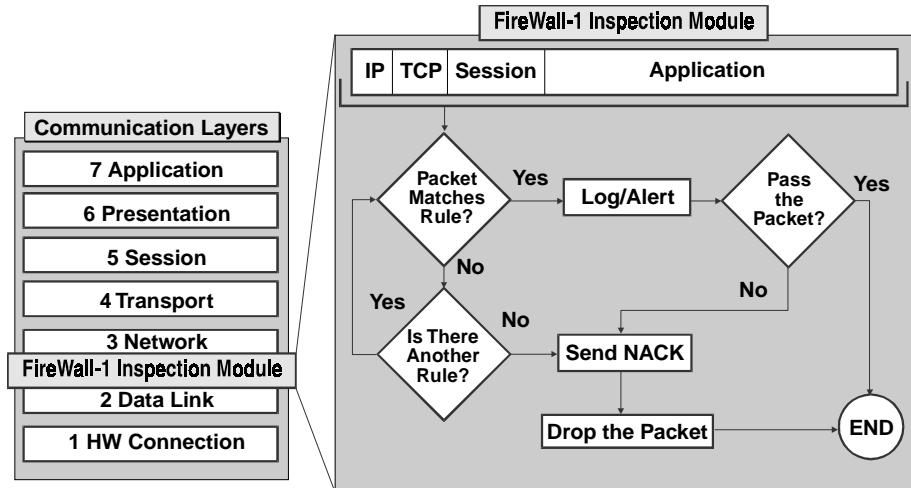 FireWall-1 Inspection Module
IP TCP Session Application
Communication Layers
7 Application
6 Presentation
5 Session
4 Transport
3 Network
FireWall-1 Inspection Module
2 Data Link
1 HW Connection
Packet
Matches
Rule?
Yes
Log/Alert
Pass
the
Packet?
Yes
No
No
Yes
Is There
Another
Rule?
No
Send NACK
Drop the Packet
END